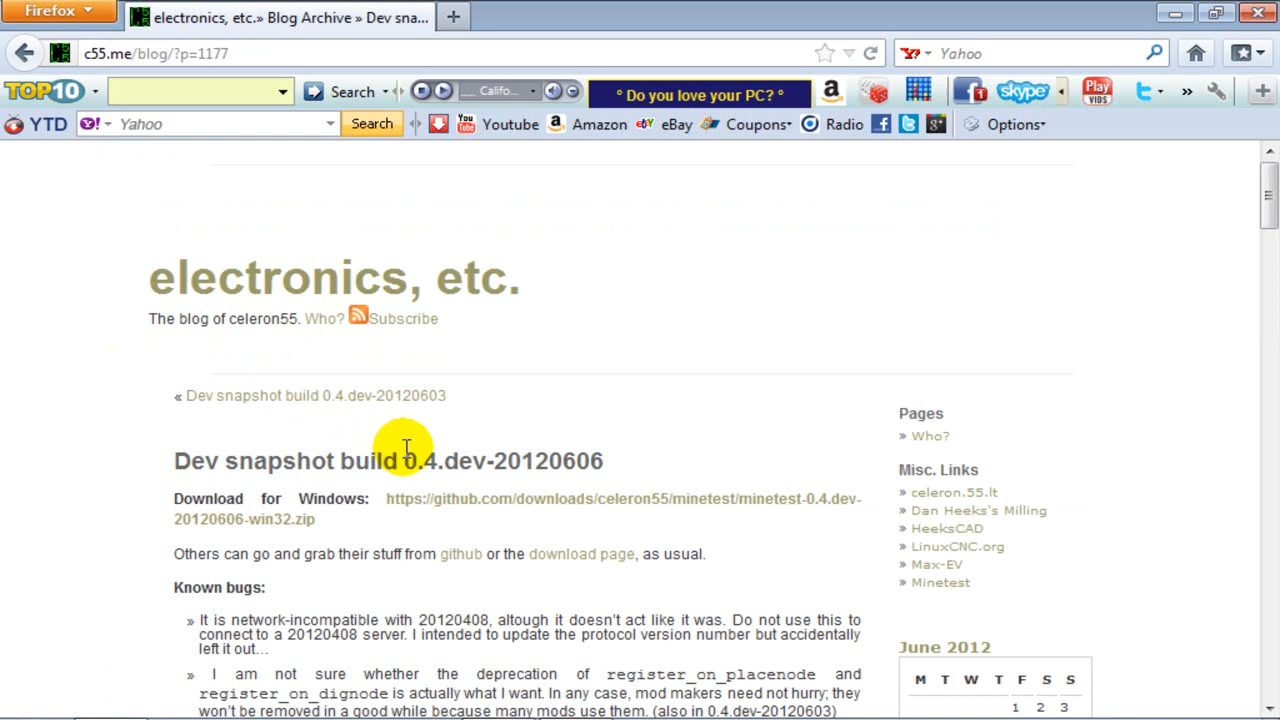 Firefox
electronics, etc.» Blog Archive » Dev sna...
c55.me/blog/?p=1177
Yahoo
TOP10
Search
..... Califo...
° Do you love your PC? °
1
skype
Play
VIDS
YTD
Yahoo
Search
You
Tube
Youtube
Amazon
eBay
Coupons
Radio
Options
electronics, etc.
The blog of celeron55. Who? Subscribe
« Dev snapshot build 0.4.dev-20120603
Dev snapshot build 0.4.dev-20120606
Download for Windows: https://github.com/downloads/celeron55/minetest/minetest-0.4.dev-
20120606-win32.zip
Others can go and grab their stuff from github or the download page, as usual.
Known bugs:
» It is network-incompatible with 20120408, altough it doesn't act like it was. Do not use this to
connect to a 20120408 server. I intended to update the protocol version number but accidentally
left it out...
» I am not sure whether the deprecation of register_on_placenode and
register_on_dignode is actually what I want. In any case, mod makers need not hurry; they
won't be removed in a good while because many mods use them. (also in 0.4.dev-20120603)
Pages
» Who?
Misc. Links
» celeron.55.lt
» Dan Heeks's Milling
» HeeksCAD
» LinuxCNC.org
» Max-EV
» Minetest
June 2012
M T W T F S S
1 2 3